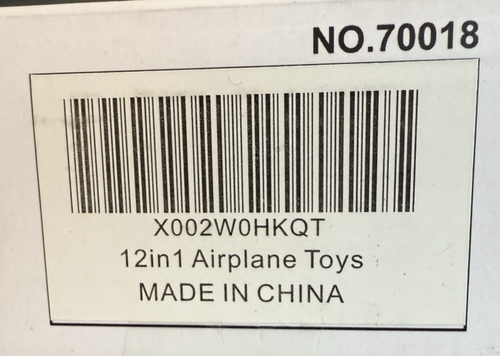 NO.70018
X002W0HKQT
12in1 Airplane Toys
MADE IN CHINA